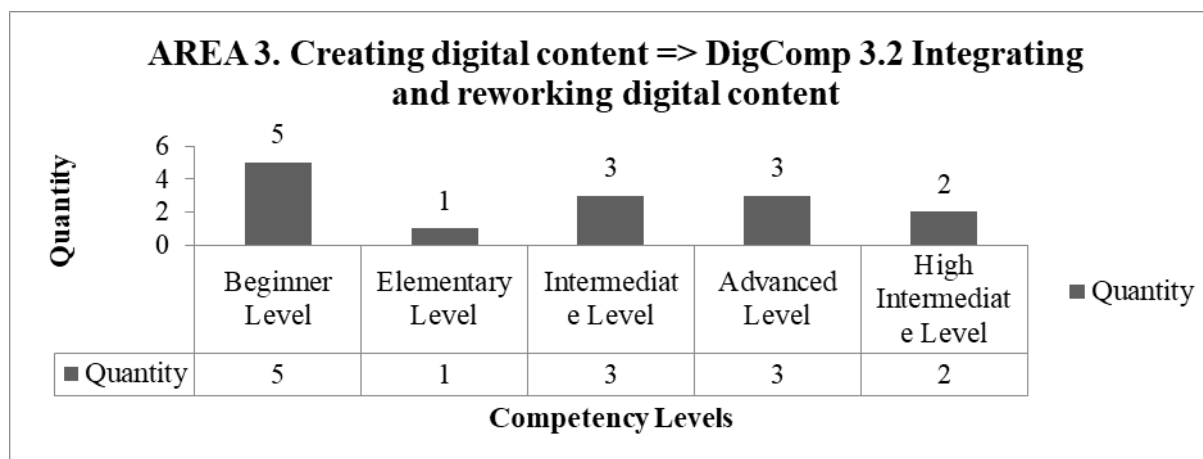 AREA 3. Creating digital content => DigComp 3.2 Integrating
and reworking digital content
Quantity
6
4
2
0
5
1
3
3
2
Beginner
Level
Elementary
Level
Intermediat
e Level
Advanced
Level
High
Intermediat
e Level
Quantity
Quantity 5 1 3 3 2
Competency Levels